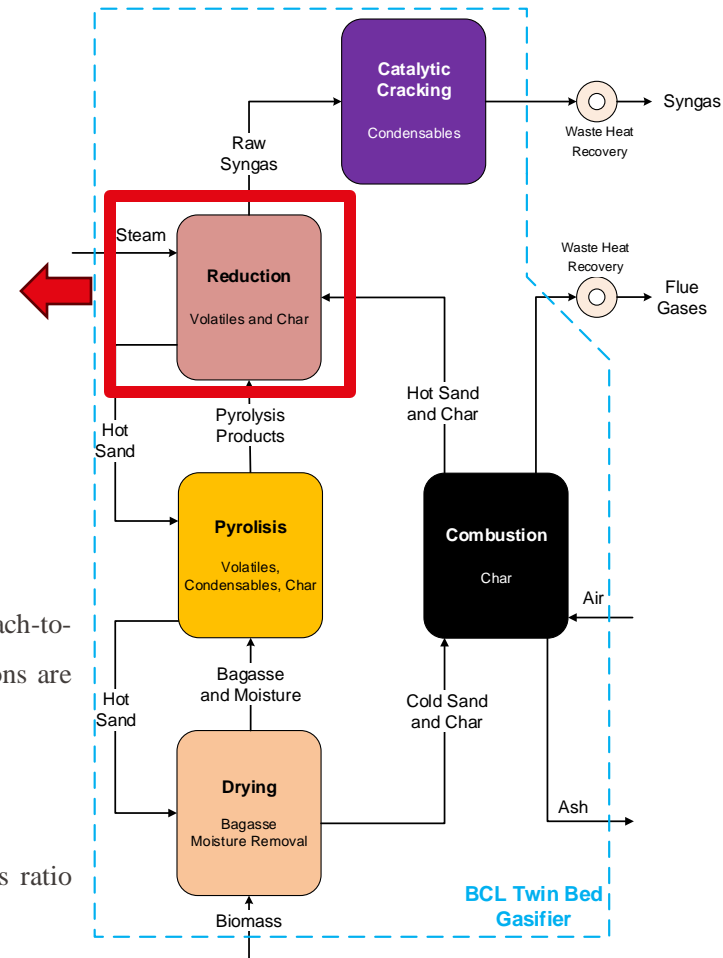 Catalytic
Cracking
Condensables
Syngas
Waste Heat
Recovery
Raw
Syngas
Steam
Reduction
Volatiles and Char
Waste Heat
Recovery
Flue
Gases
Hot Sand
and Char
Pyrolysis
Products
Hot
Sand
Pyrolisis
Volatiles,
Condensables, Char
Combustion
Char
Air
ach-to-
ons are
Hot
Sand
Bagasse
and Moisture
Cold Sand
and Char
Drying
Bagasse
Moisture Removal
Ash
s ratio
BCL Twin Bed
Gasifier
Biomass